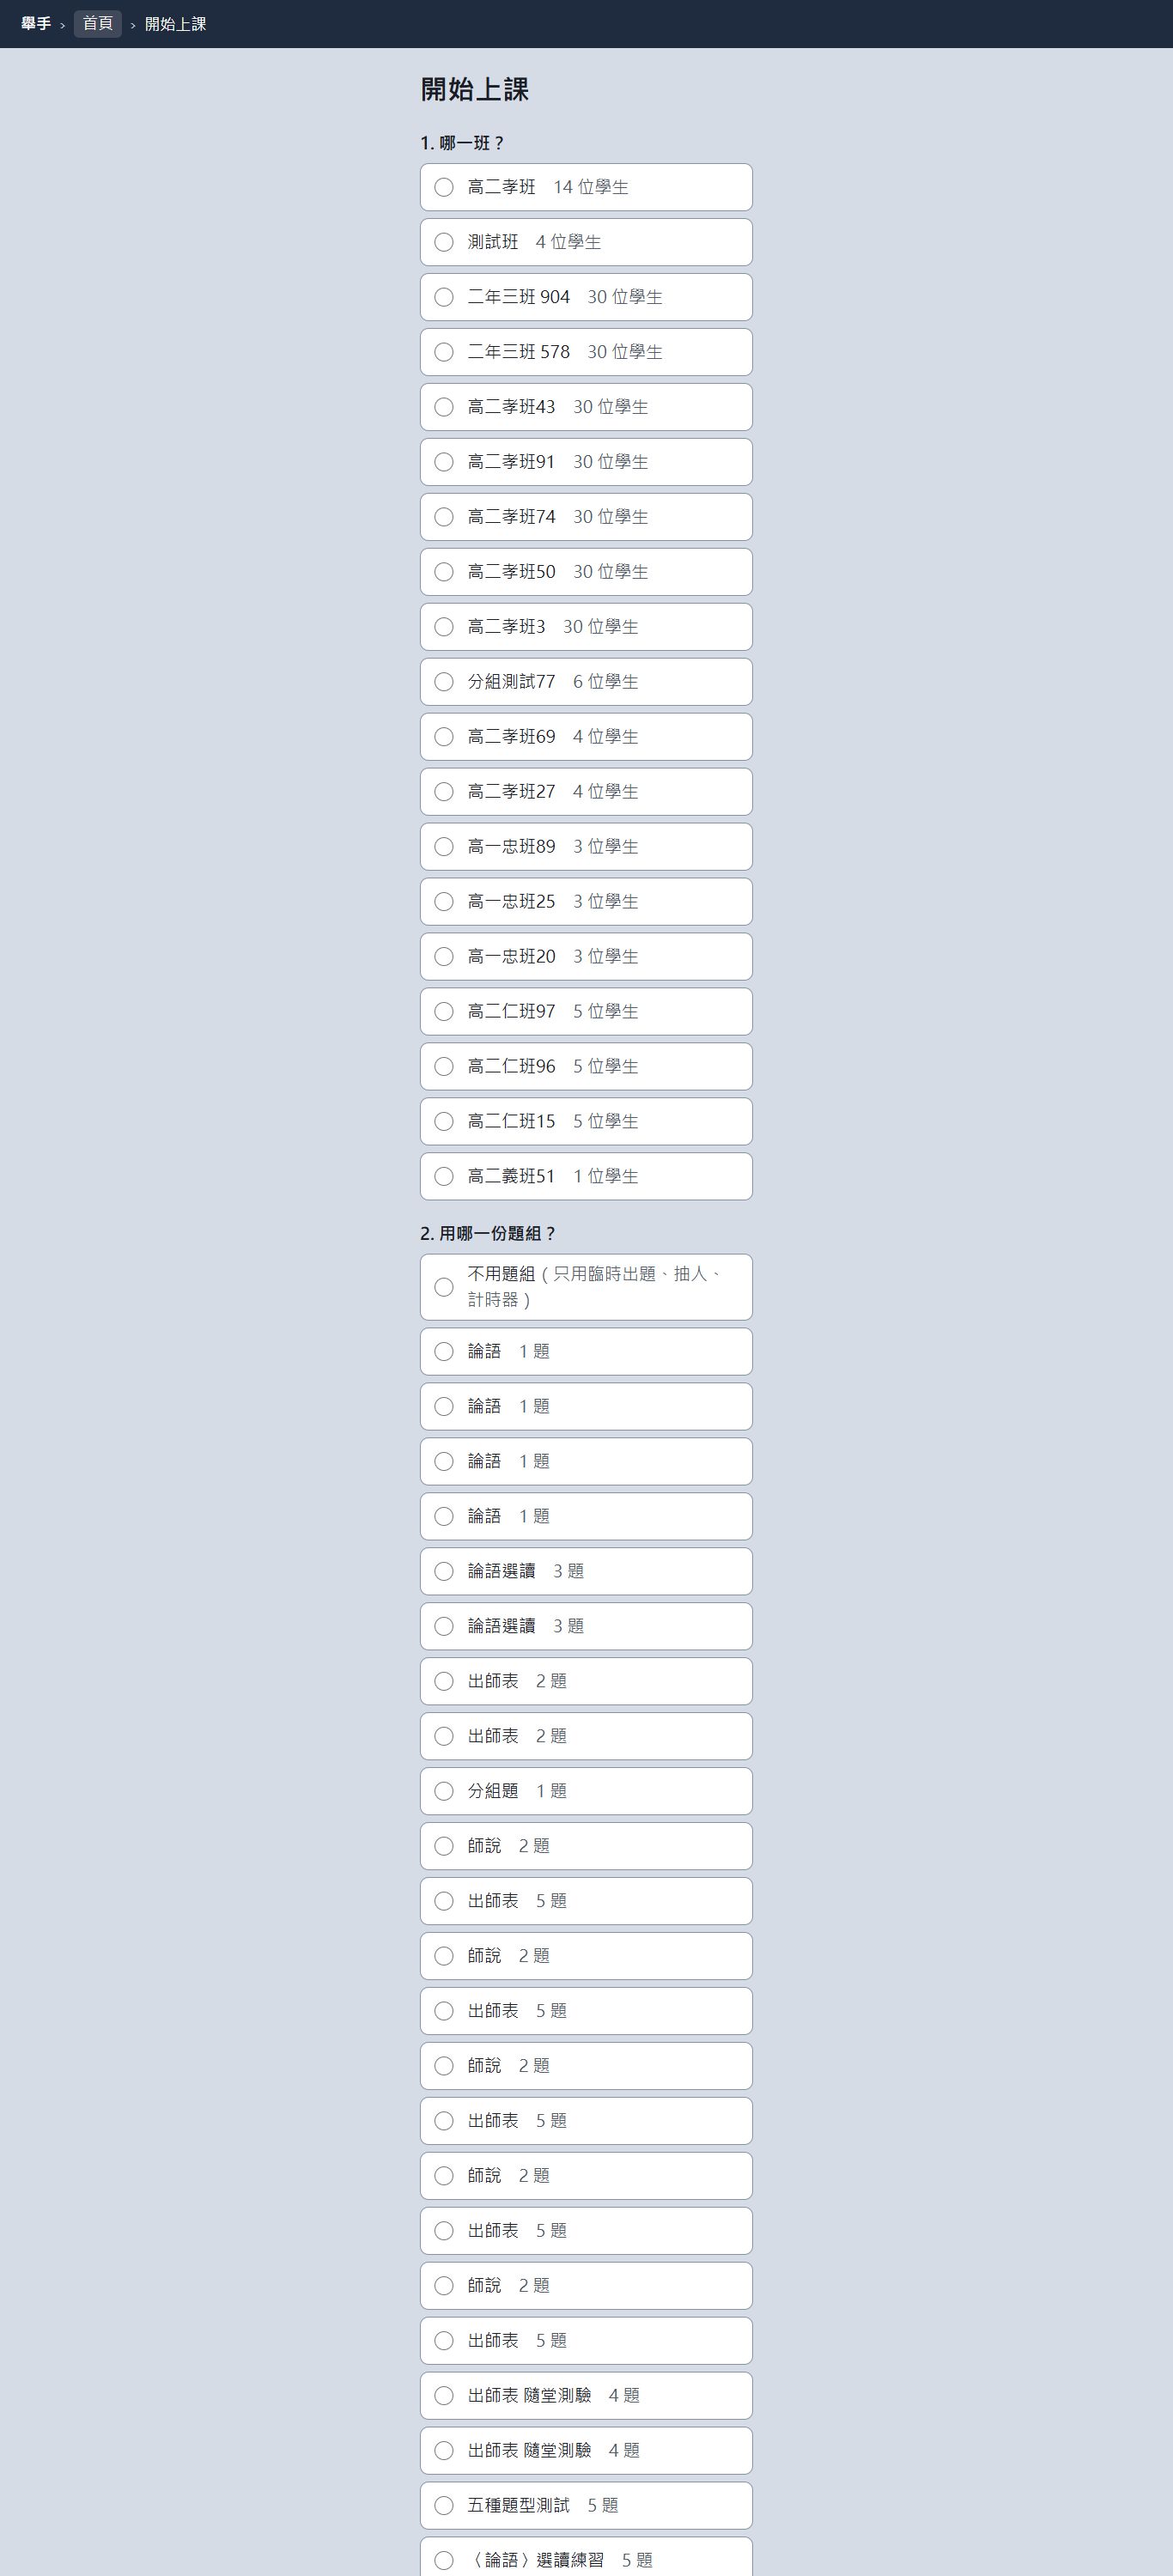 舉手 › 首頁 › 開始上課
開始上課
1. 哪一班？
高二孝班 14 位學生
測試班 4 位學生
二年三班 904 30 位學生
二年三班 578 30 位學生
高二孝班43 30 位學生
高二孝班91 30 位學生
高二孝班74 30 位學生
高二孝班50 30 位學生
高二孝班3 30 位學生
分組測試77 6 位學生
高二孝班69 4 位學生
高二孝班27 4 位學生
高一忠班89 3 位學生
高一忠班25 3 位學生
高一忠班20 3 位學生
高二仁班97 5 位學生
高二仁班96 5 位學生
高二仁班15 5 位學生
高二義班51 1 位學生
2. 用哪一份題組？
不用題組（只用臨時出題、抽人、
計時器）
論語 1 題
論語 1 題
論語 1 題
論語 1 題
論語選讀 3 題
論語選讀 3 題
出師表 2 題
出師表 2 題
分組題 1 題
師說 2 題
出師表 5 題
師說 2 題
出師表 5 題
師說 2 題
出師表 5 題
師說 2 題
出師表 5 題
師說 2 題
出師表 5 題
出師表 隨堂測驗 4 題
出師表 隨堂測驗 4 題
五種題型測試 5 題
〈論語〉選讀練習 5 題